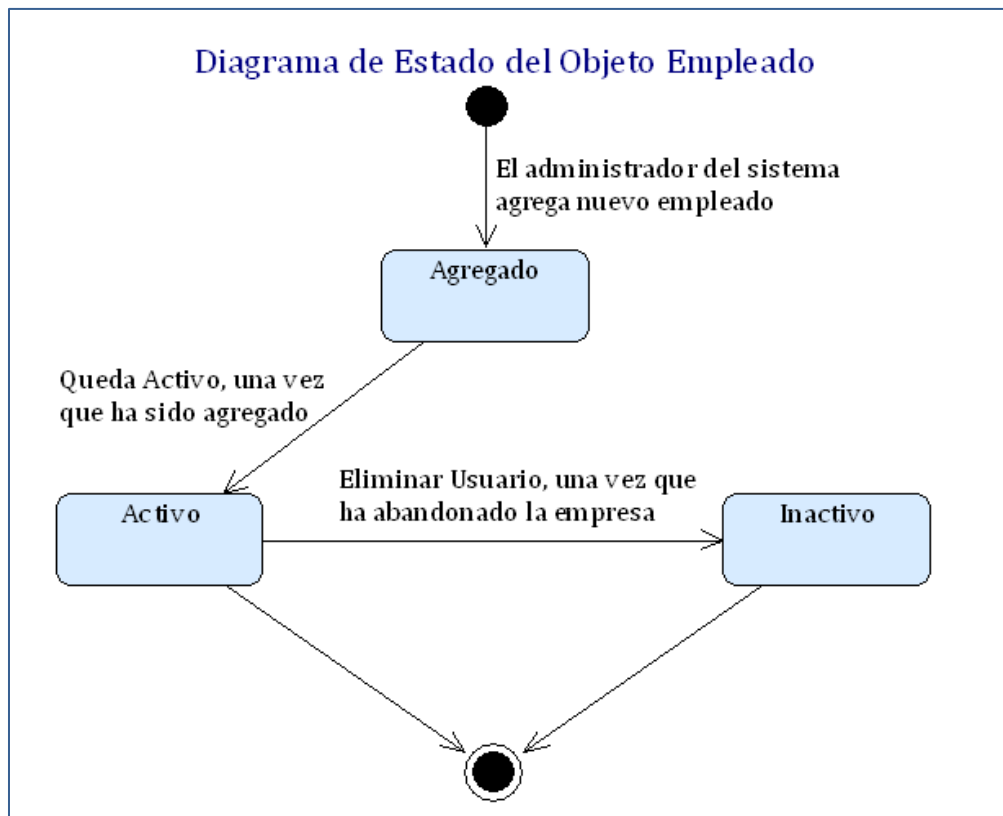 Diagrama de Estado del Objeto Empleado
El administrador del sistema
agrega nuevo empleado
Agregado
Queda Activo, una vez
que ha sido agregado
Eliminar Usuario, una vez que
ha abandonado la empresa
Activo
Inactivo